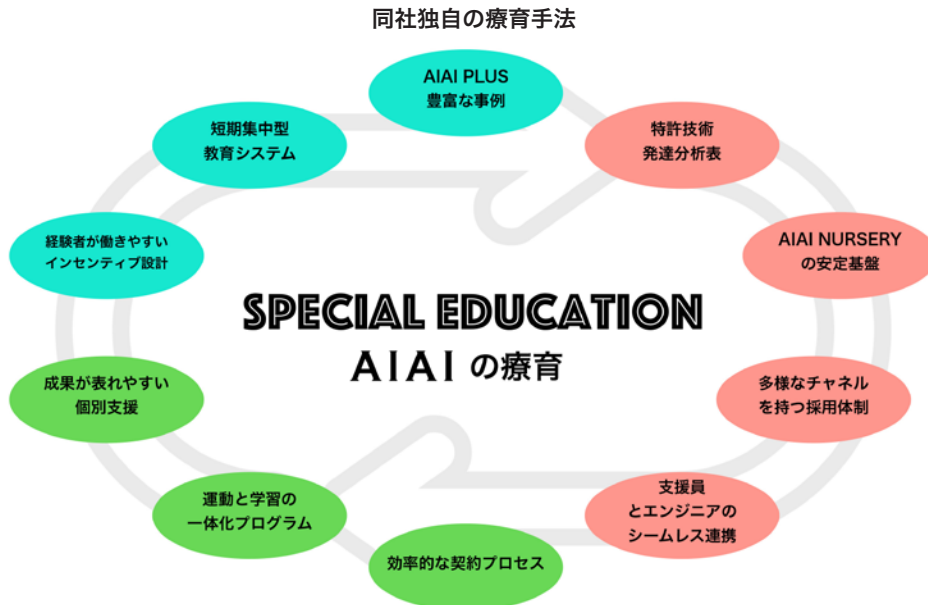 同社独自の療育手法
AIAI PLUS
豊富な事例
短期集中型
教育システム
特許技術
発達分析表
経験者が働きやすい
インセンティブ設計
AIAI NURSERY
の安定基盤
SPECIAL EDUCATION
AIAI の療育
成果が表れやすい
個別支援
多様なチャネル
を持つ採用体制
運動と学習の
一体化プログラム
支援員
とエンジニアの
シームレス連携
効率的な契約プロセス